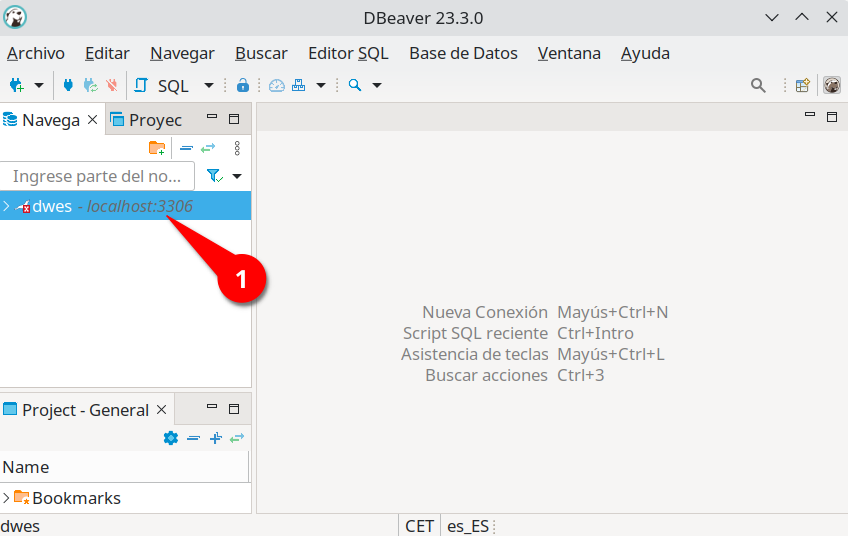 DBeaver 23.3.0
Archivo Editar Navegar Buscar Editor SQL Base de Datos Ventana Ayuda
SQL
Navega Proyec
Ingrese parte del no...
dwes - localhost:3306
1
Nueva Conexión Mayús+Ctrl+N
Script SQL reciente Ctrl+Intro
Asistencia de teclas Mayús+Ctrl+L
Buscar acciones Ctrl+3
Project - General
Name
Bookmarks
dwes CET es_ES